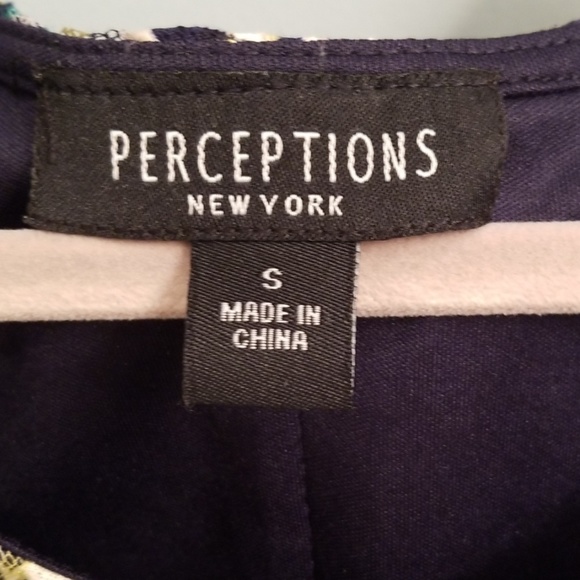 PERCEPTIONS
NEW YORK
S
MADE IN
CHINA